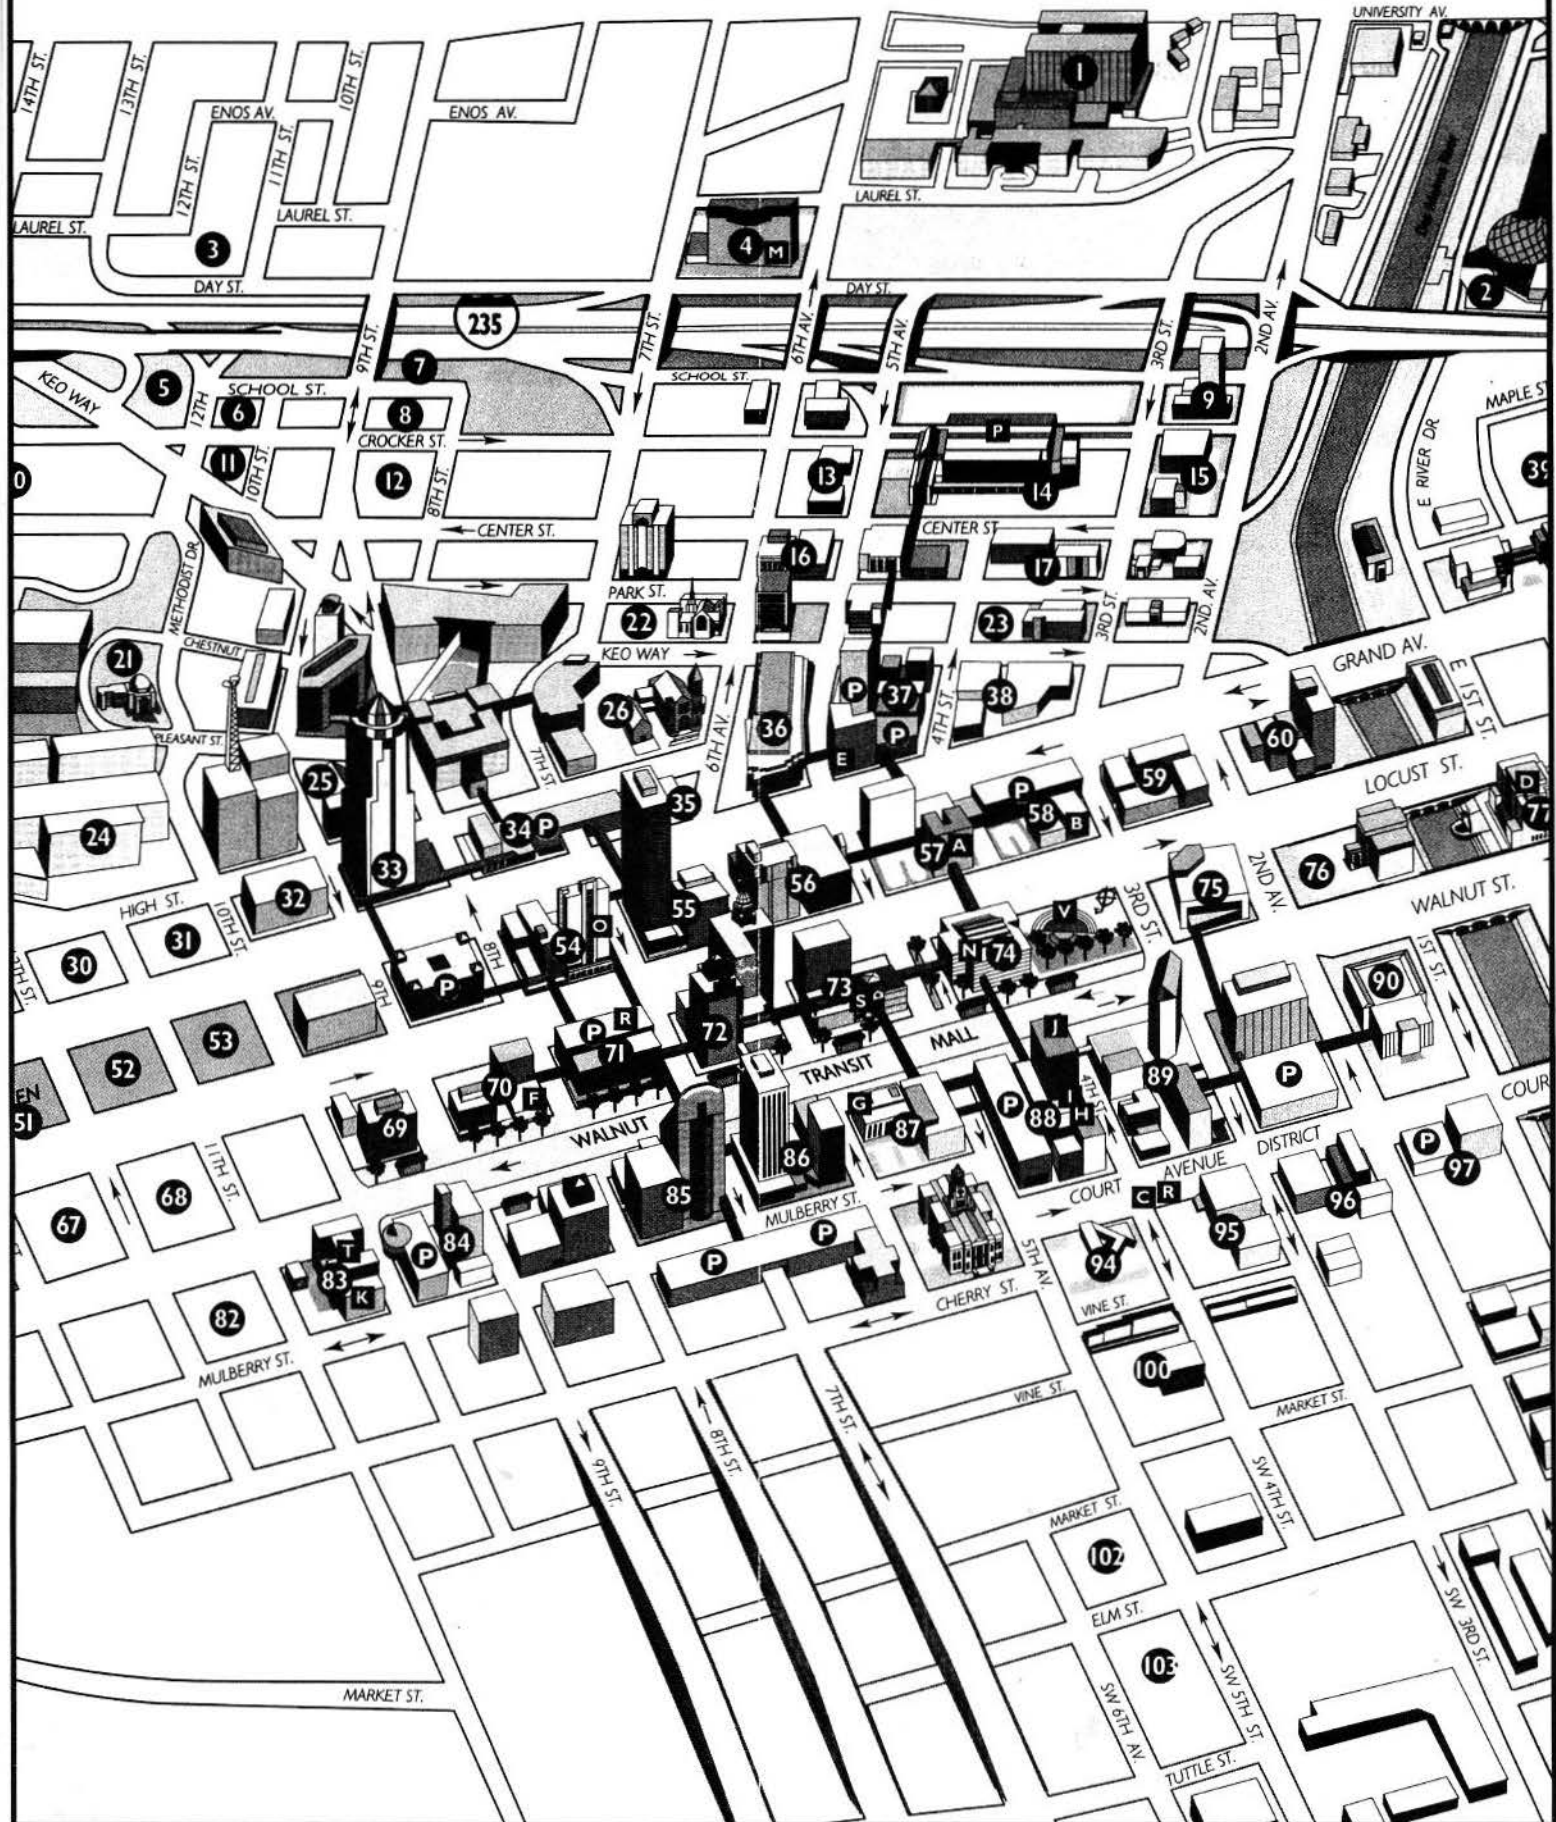 UNIVERSITY AV.
14TH ST.
13TH ST.
10TH ST.
1
ENOS AV.
ENOS AV.
11TH ST.
12TH ST.
Des Moines River
LAUREL ST.
LAUREL ST.
LAUREL ST.
3
4
M
2
DAY ST.
DAY ST.
235
9TH ST.
7TH ST.
6TH AV.
5TH AV.
3RD ST.
2ND AV.
7
KEO WAY
5
12TH
SCHOOL ST.
SCHOOL ST.
6
8
9
MAPLE ST
CROCKER ST.
P
E RIVER DR.
11
10TH ST.
12
8TH ST.
13
14
15
39
CENTER ST.
CENTER ST
METHODIST DR.
16
17
PARK ST.
22
23
3RD ST.
2ND. AV.
CHESTNUT
KEO WAY
GRAND AV.
21
26
P
37
38
E 1ST ST.
PLEASANT ST.
7TH ST.
6TH AV.
36
E
P
4TH ST.
60
LOCUST ST.
25
35
P
59
D
24
34
P
58
B
77
33
57
A
56
75
2ND AV.
76
WALNUT ST.
HIGH ST.
32
10TH ST.
31
55
3RD ST.
V
30
8TH
54
O
N
74
1ST ST.
12TH ST.
9TH
P
73
S
90
53
P
R
72
J
52
71
TRANSIT
MALL
P
EN
51
70
F
WALNUT
G
P
88
I
H
4TH ST.
89
COUR
69
87
DISTRICT
P
97
11TH ST.
86
AVENUE
68
85
MULBERRY ST.
COURT
C
R
96
67
84
P
95
T
83
K
P
P
5TH AV.
94
82
CHERRY ST.
VINE ST.
MULBERRY ST.
100
7TH ST.
VINE ST.
MARKET ST.
8TH ST.
9TH ST.
SW 4TH ST.
MARKET ST.
102
SW 3RD ST.
ELM ST.
103
MARKET ST.
SW 6TH AV.
SW 5TH ST.
TUTTLE ST.